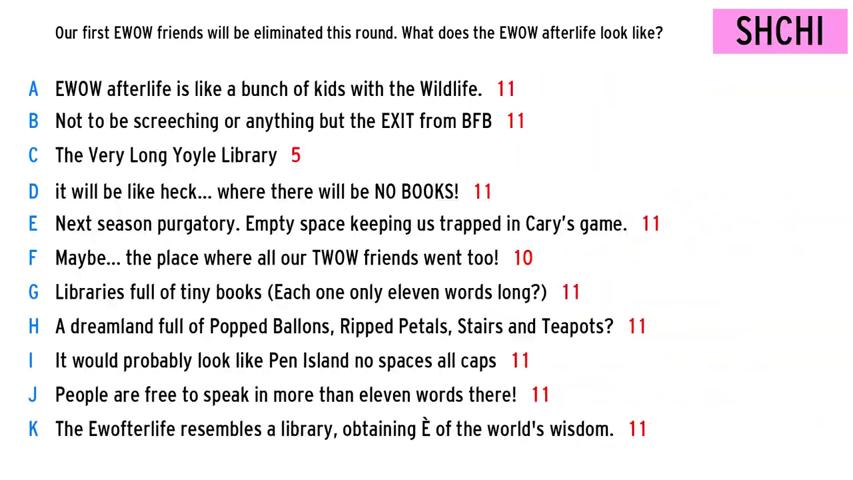 Our first EWOW friends will be eliminated this round. What does the EWOW afterlife look like?
SHCHI
A EWOW afterlife is like a bunch of kids with the Wildlife. 11
B Not to be screeching or anything but the EXIT from BFB 11
C The Very Long Yoyle Library 5
D it will be like heck... where there will be NO BOOKS! 11
E Next season purgatory. Empty space keeping us trapped in Cary's game. 11
F Maybe... the place where all our TWOW friends went too! 10
G Libraries full of tiny books (Each one only eleven words long?) 11
H A dreamland full of Popped Ballons, Ripped Petals, Stairs and Teapots? 11
I It would probably look like Pen Island no spaces all caps 11
J People are free to speak in more than eleven words there! 11
K The Ewofterlife resembles a library, obtaining È of the world's wisdom. 11